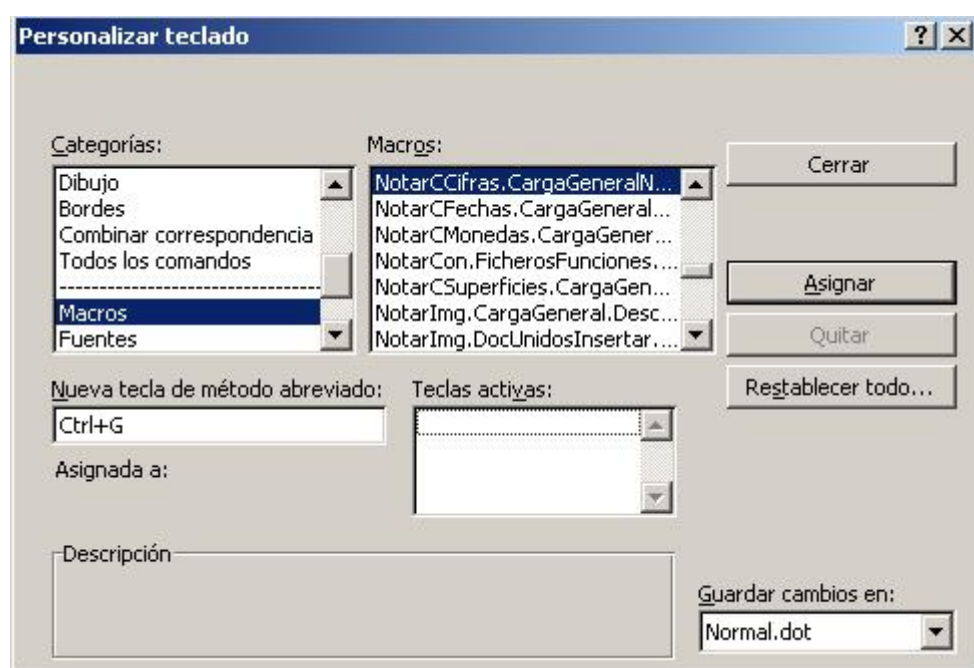 Personalizar teclado
Categorías:
Dibujo
Bordes
Combinar correspondencia
Todos los comandos
--------------------------------
Macros
Fuentes
Macros:
NotarCCifras.CargaGeneralN...
NotarCFechas.CargaGeneral...
NotarCMonedas.CargaGener...
NotarCon.FicherosFunciones....
NotarCSuperficies.CargaGen...
NotarImg.CargaGeneral.Desc...
NotarImg.DocUnidosInsertar....
Cerrar
Asignar
Quitar
Restablecer todo...
Nueva tecla de método abreviado:
Ctrl+G
Teclas activas:
Asignada a:
Descripción
Guardar cambios en:
Normal.dot